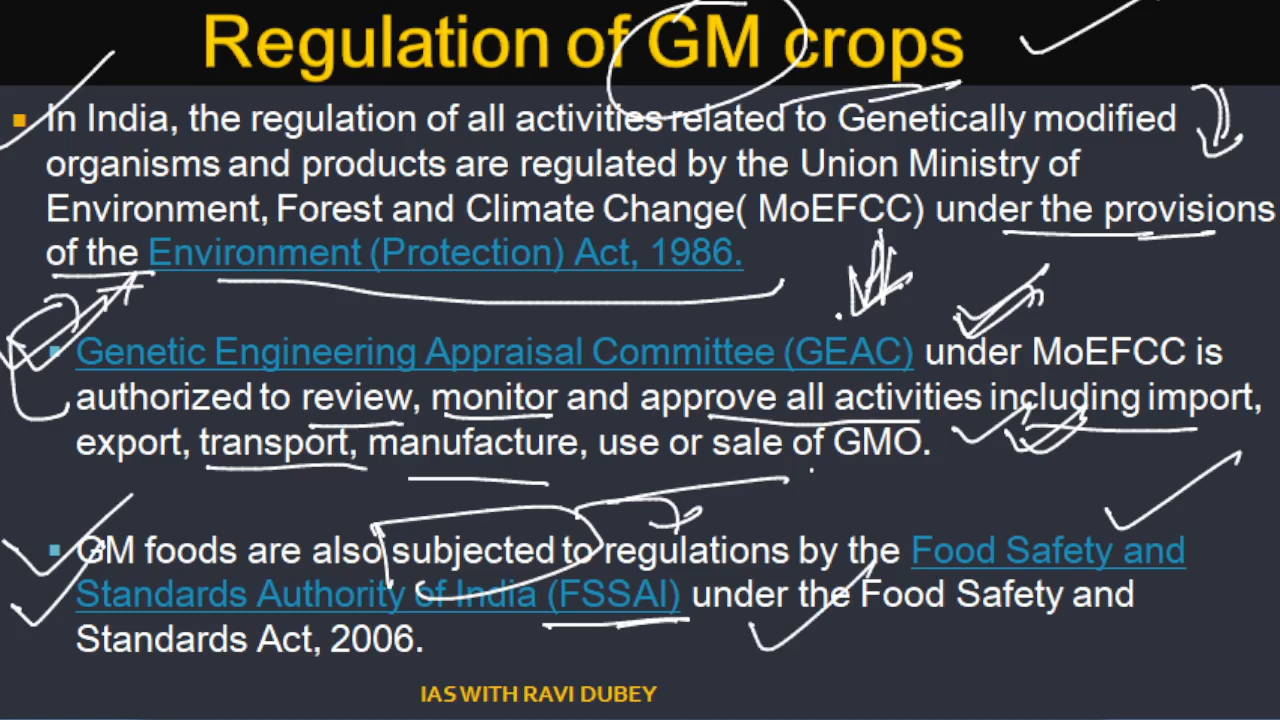 Regulation of GM crops
In India, the regulation of all activities related to Genetically modified
organisms and products are regulated by the Union Ministry of
Environment, Forest and Climate Change( MoEFCC) under the provisions
of the Environment (Protection) Act, 1986.
Genetic Engineering Appraisal Committee (GEAC) under MoEFCC is
authorized to review, monitor and approve all activities including import,
export, transport, manufacture, use or sale of GMO.
GM foods are also subjected to regulations by the Food Safety and
Standards Authority of India (FSSAI) under the Food Safety and
Standards Act, 2006.
IAS WITH RAVI DUBEY